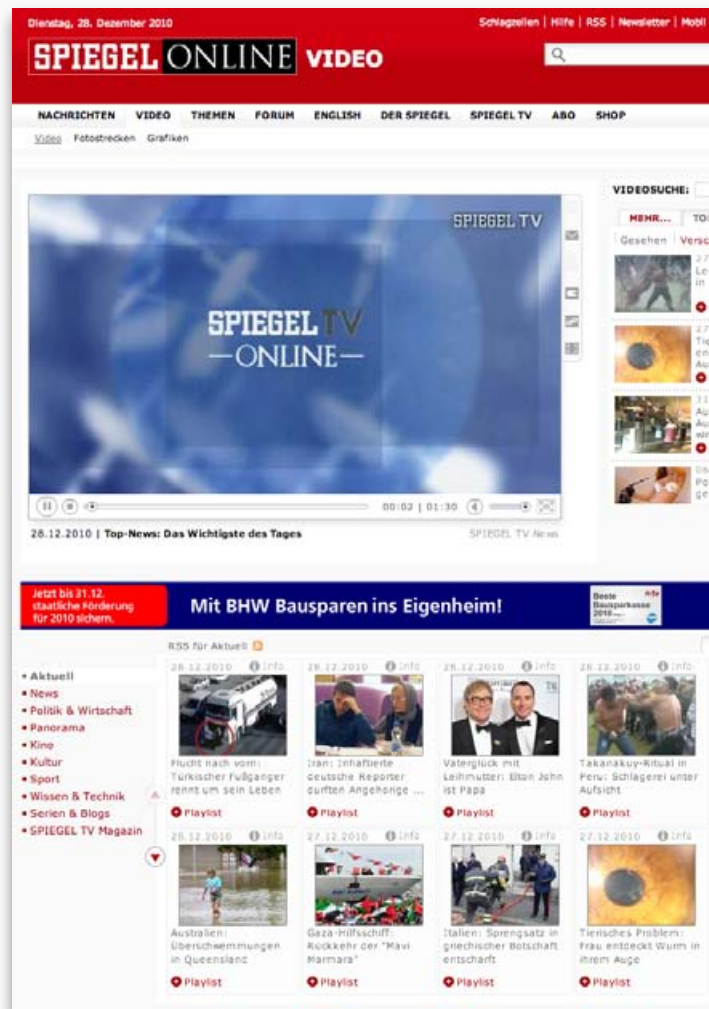 Dienstag, 28. Dezember 2010
Schlagzeilen | Hilfe | RSS | Newsletter | Mobil
SPIEGEL ONLINE VIDEO
NACHRICHTEN VIDEO THEMEN FORUM ENGLISH DER SPIEGEL SPIEGEL TV ABO SHOP
Video Fotostrecken Grafiken
VIDEOSUCHE:
MEHR...
Gesehen
SPIEGEL TV
SPIEGEL TV
—ONLINE—
00:02 | 01:30
28.12.2010 | Top-News: Das Wichtigste des Tages
SPIEGEL TV News
Jetzt bis 31.12.
staatliche Förderung
für 2010 sichern.
Mit BHW Bausparen ins Eigenheim!
Beste
Bausparkasse
2010
RSS für Aktuell
Aktuell
News
Politik & Wirtschaft
Panorama
Kino
Kultur
Sport
Wissen & Technik
Serien & Blogs
SPIEGEL TV Magazin
28.12.2010 Info
Flucht nach vorn:
Türkischer Fußgänger
rennt um sein Leben
Playlist
28.12.2010 Info
Iran: Inhaftierte
deutsche Reporter
durften Angehörige ...
Playlist
28.12.2010 Info
Vaterglück mit
Leihmutter: Elton John
ist Papa
Playlist
28.12.2010 Info
Takanakuy-Ritual in
Peru: Schlägerei unter
Aufsicht
Playlist
28.12.2010 Info
Australien:
Überschwemmungen
in Queensland
Playlist
27.12.2010 Info
Gaza-Hilfsschiff:
Rückkehr der "Mavi
Marmara"
Playlist
27.12.2010 Info
Italien: Sprengsatz in
griechischer Botschaft
entschärft
Playlist
27.12.2010 Info
Tierisches Problem:
Frau entdeckt Wurm in
ihrem Auge
Playlist